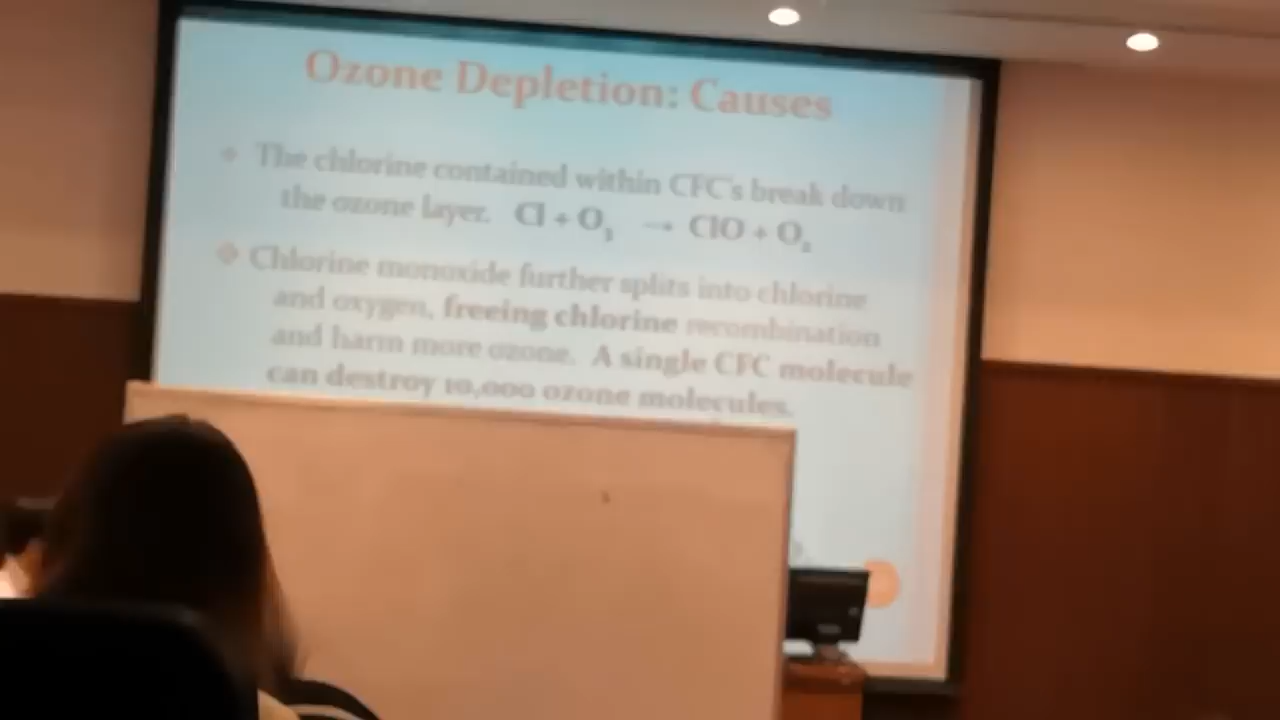 Ozone Depletion: Causes
The chlorine contained within CFC's break down
the ozone layer. Cl + O₃ → ClO + O₂
Chlorine monoxide further splits into chlorine
and oxygen, freeing chlorine recombination
and harm more ozone. A single CFC molecule
can destroy 10,000 ozone molecules.